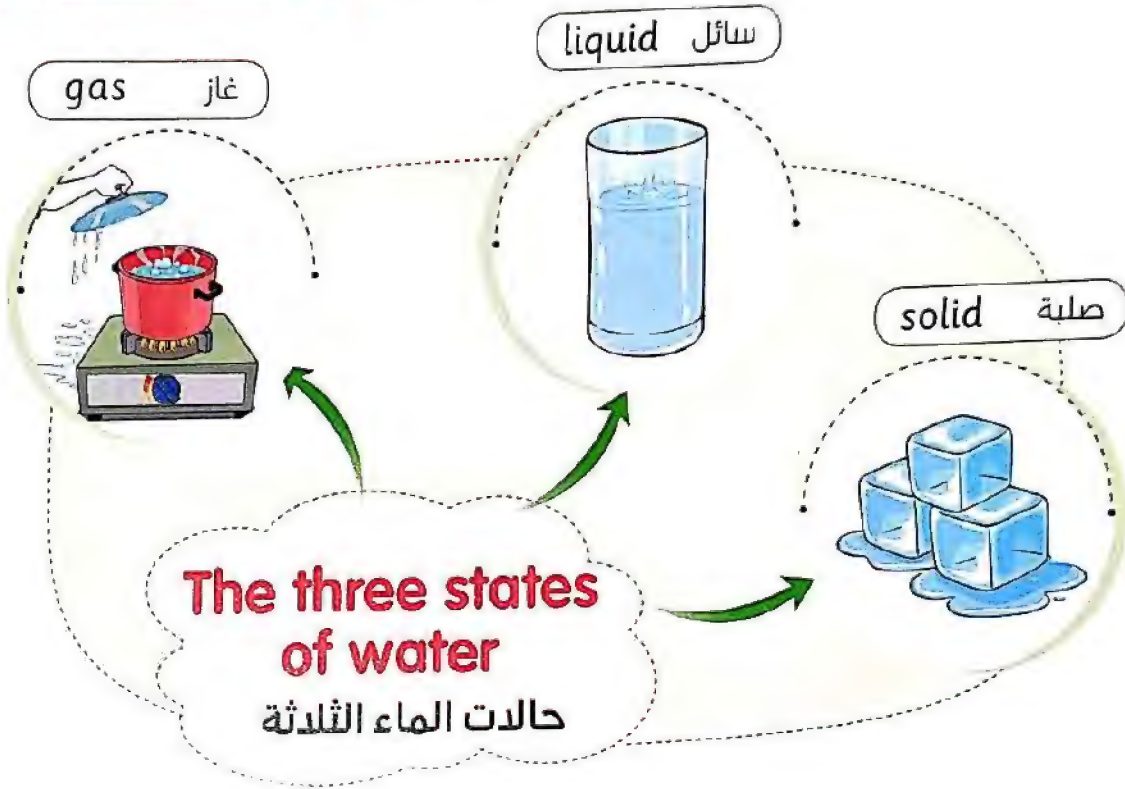 liquid سائل
gas غاز
solid صلبة
The three states
of water
حالات الماء الثلاثة